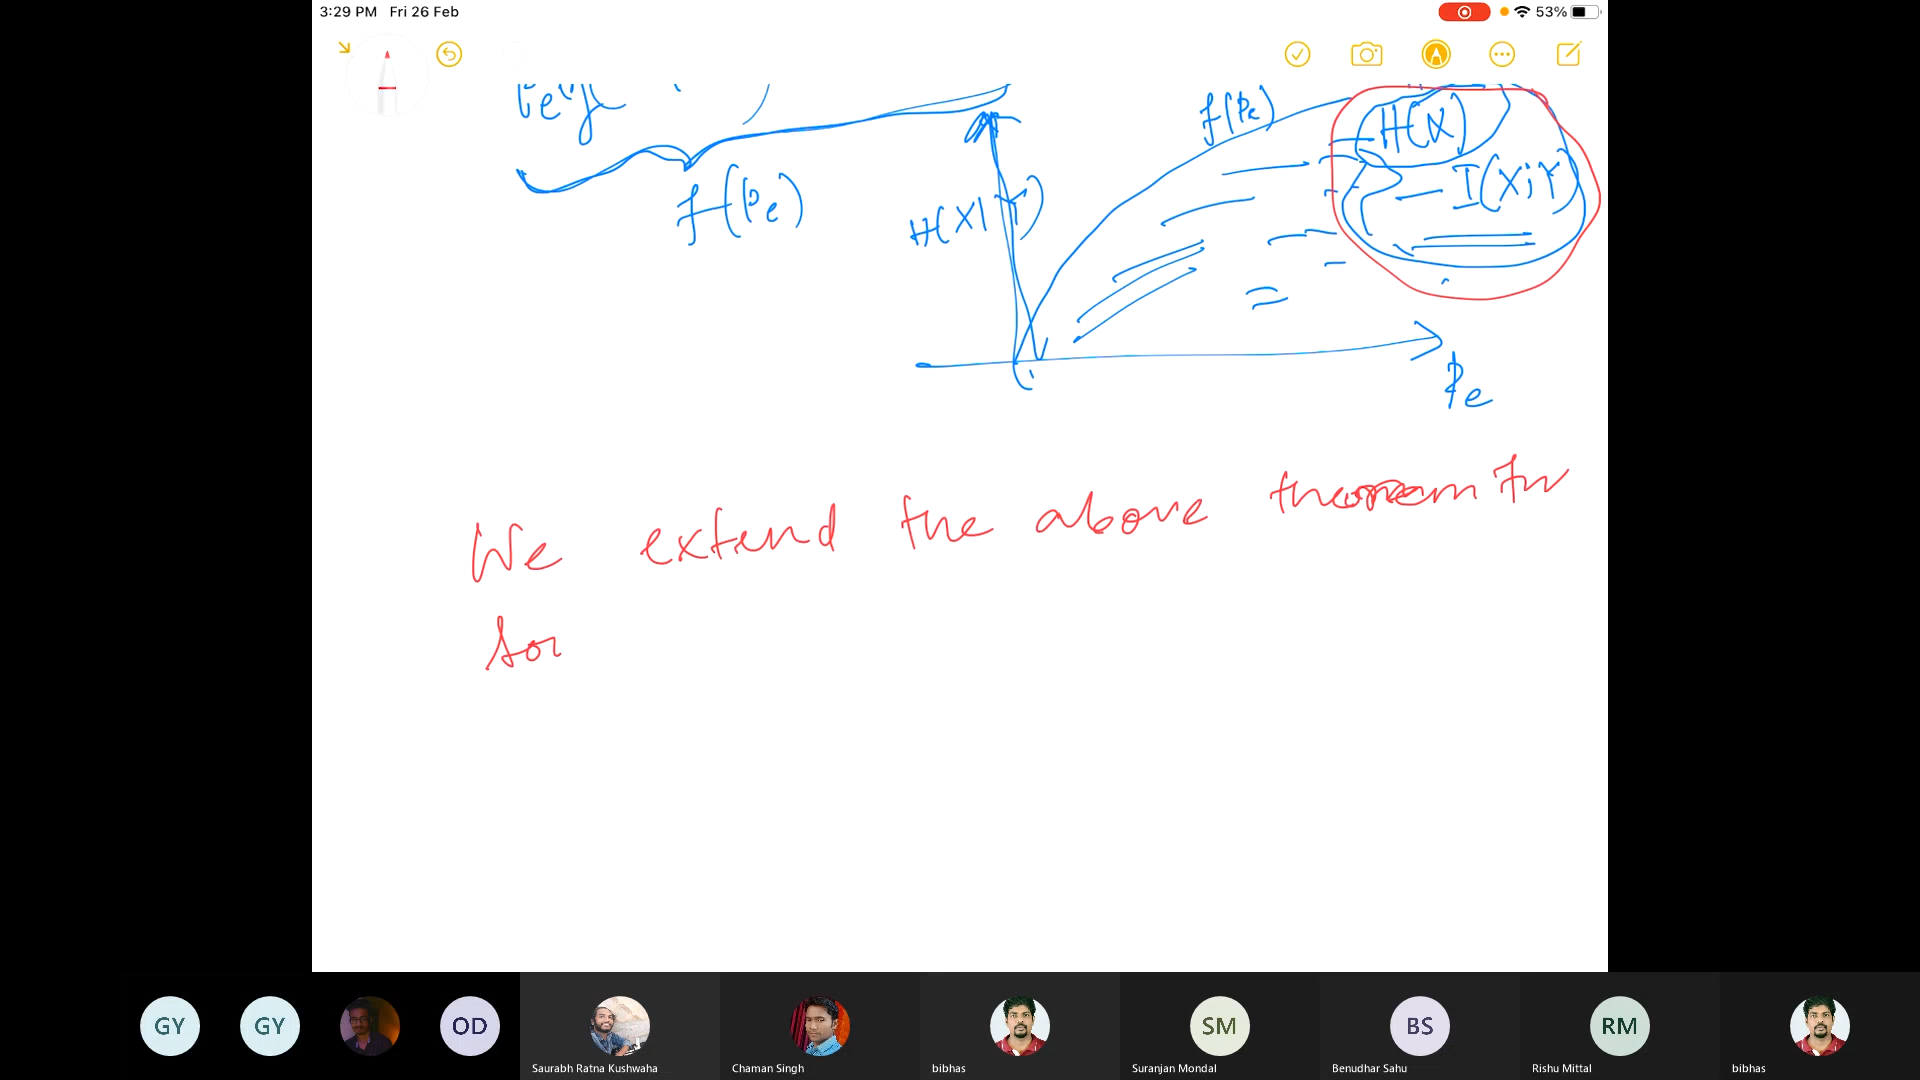 3:29 PM Fri 26 Feb
53%
f(Pe)
H(X)
- I(X;Y)
f(Pe)
H(X|Y)
=
Pe
We extend the above theorem for
sou
GY
GY
OD
SM
BS
RM
Saurabh Ratna Kushwaha
Chaman Singh
bibhas
Suranjan Mondal
Benudhar Sahu
Rishu Mittal
bibhas